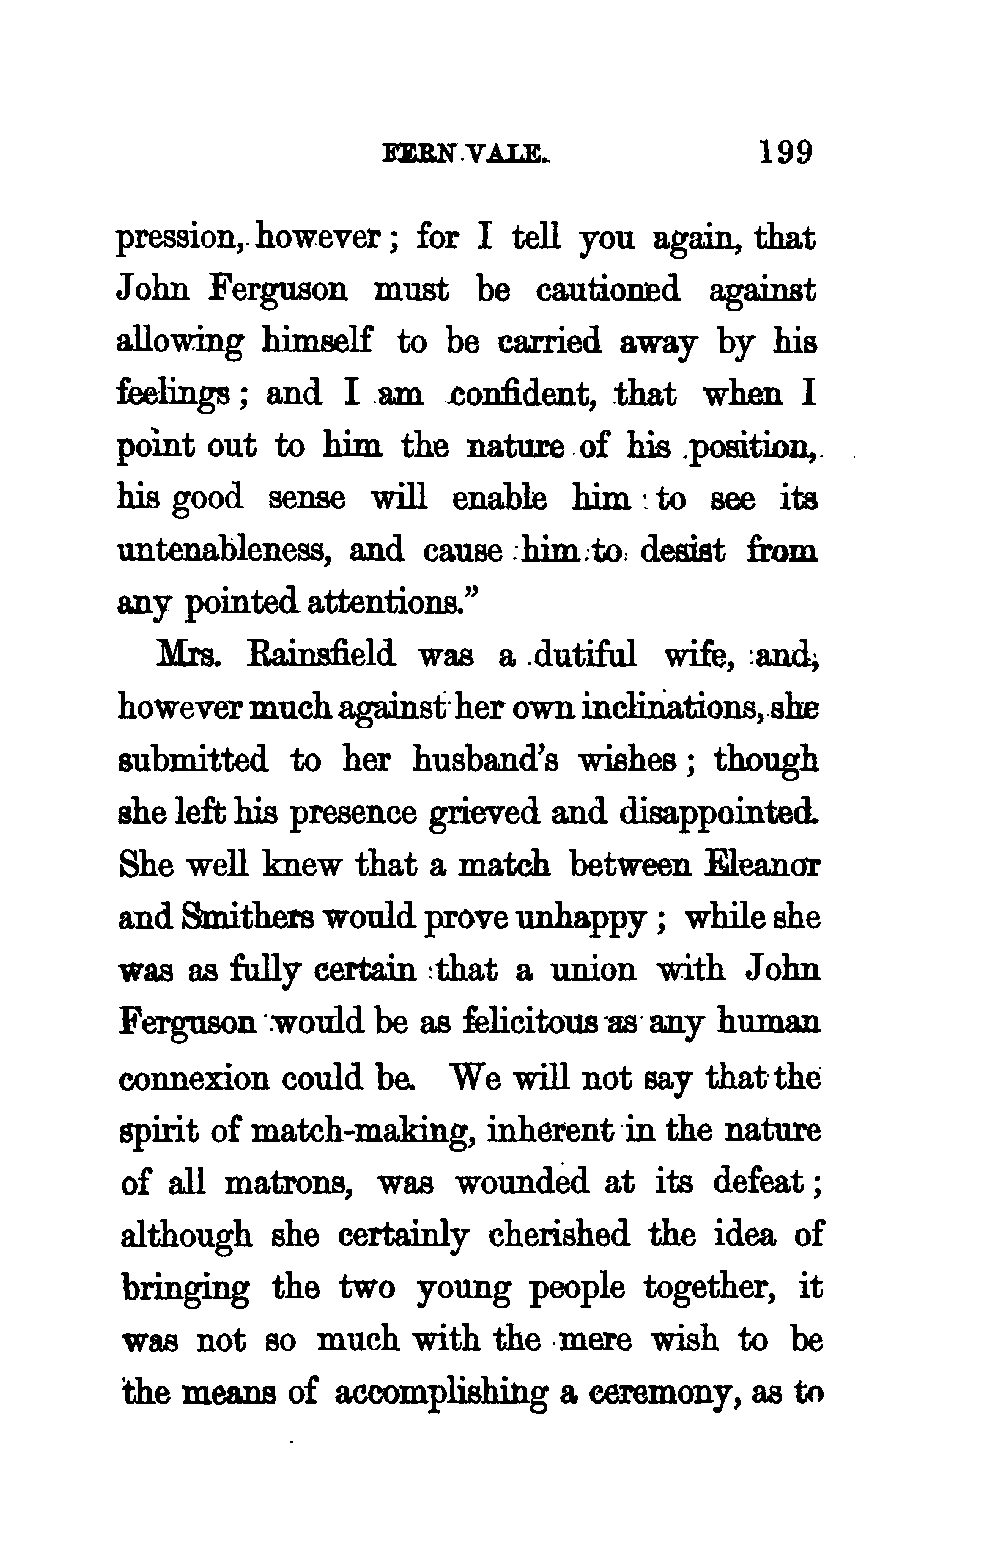 FERN VALE. 199
pression, however; for I tell you again, that
John Ferguson must be cautioned against
allowing himself to be carried away by his
feelings; and I am confident, that when I
point out to him the nature of his position,
his good sense will enable him to see its
untenableness, and cause him to desist from
any pointed attentions.”
Mrs. Rainsfield was a dutiful wife, and,
however much against her own inclinations, she
submitted to her husband’s wishes; though
she left his presence grieved and disappointed.
She well knew that a match between Eleanor
and Smithers would prove unhappy; while she
was as fully certain that a union with John
Ferguson would be as felicitous as any human
connexion could be. We will not say that the
spirit of match-making, inherent in the nature
of all matrons, was wounded at its defeat;
although she certainly cherished the idea of
bringing the two young people together, it
was not so much with the mere wish to be
the means of accomplishing a ceremony, as to